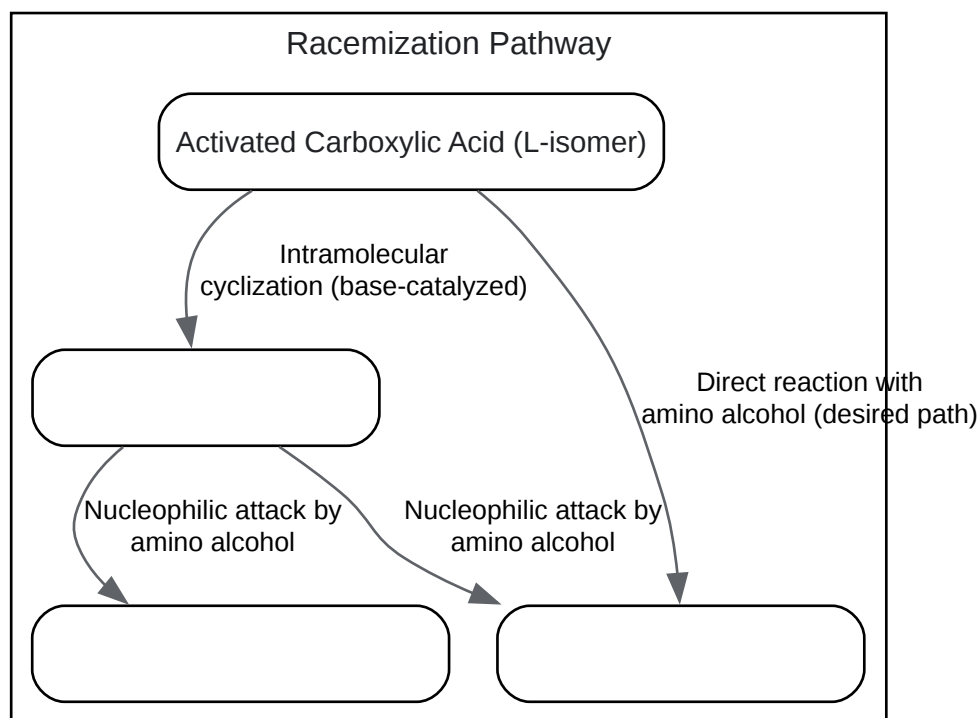 Racemization Pathway
Activated Carboxylic Acid (L-isomer)
Intramolecular
cyclization (base-catalyzed)
Direct reaction with
amino alcohol (desired path)
Nucleophilic attack by
amino alcohol
Nucleophilic attack by
amino alcohol